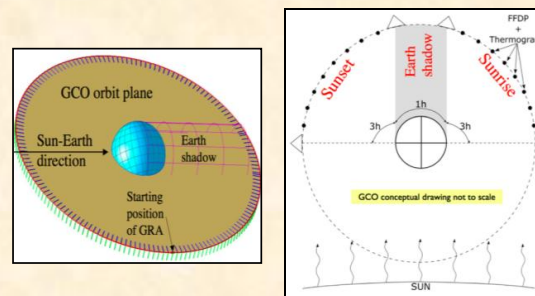 GCO orbit plane
Sun-Earth
direction
Earth
shadow
Starting
position
of GRA
FFDP
+
Sunset
Earth
shadow
Sunrise
1h
3h
3h
GCO conceptual drawing not to scale
SUN